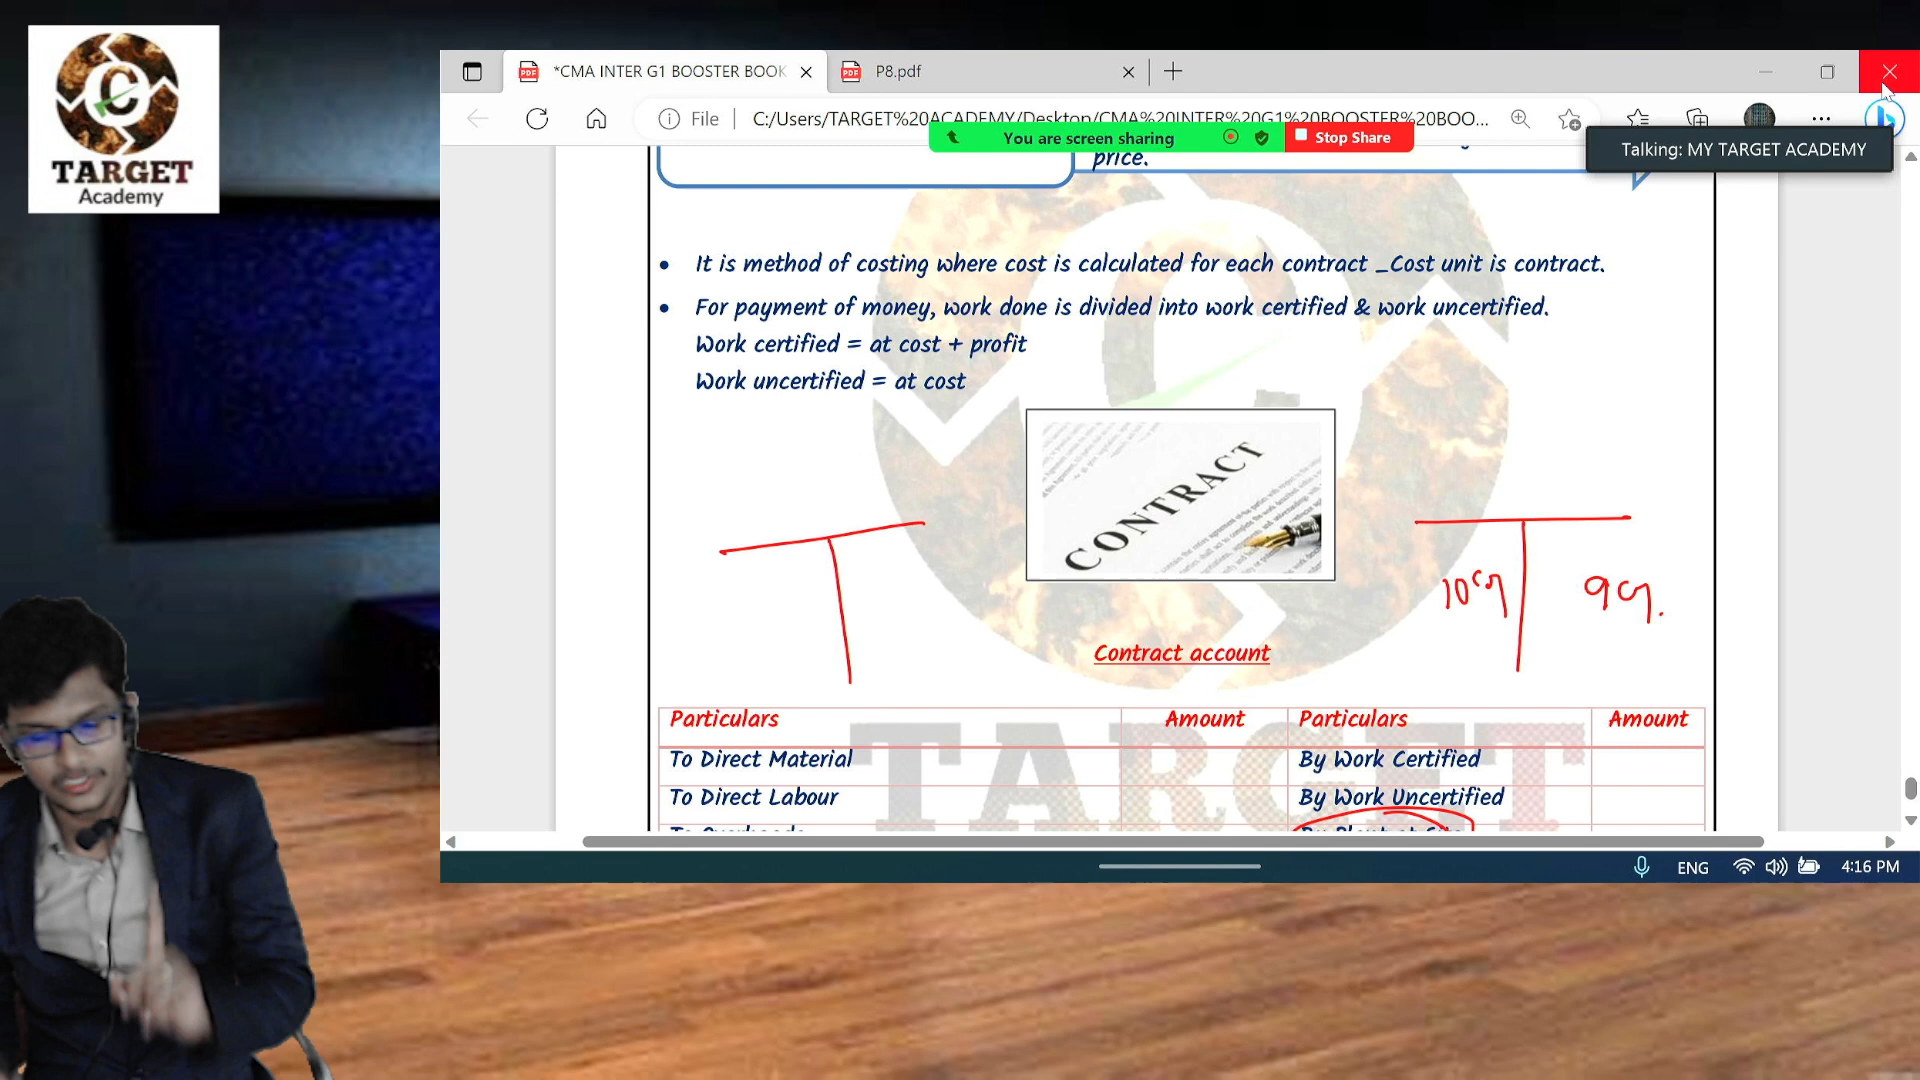 TARGET
Academy
*CMA INTER G1 BOOSTER BOOK
P8.pdf
File
C:/Users/TARGET%20ACADEMY/Desktop/CMA%20INTER%20G1%20BOOSTER%20BOO...
You are screen sharing
Stop Share
Talking: MY TARGET ACADEMY
price.
• It is method of costing where cost is calculated for each contract _Cost unit is contract.
• For payment of money, work done is divided into work certified & work uncertified.
Work certified = at cost + profit
Work uncertified = at cost
CONTRACT
10Cr
9Cr.
Contract account
Particulars Amount Particulars Amount
To Direct Material By Work Certified
To Direct Labour By Work Uncertified
TARGET
ENG
4:16 PM